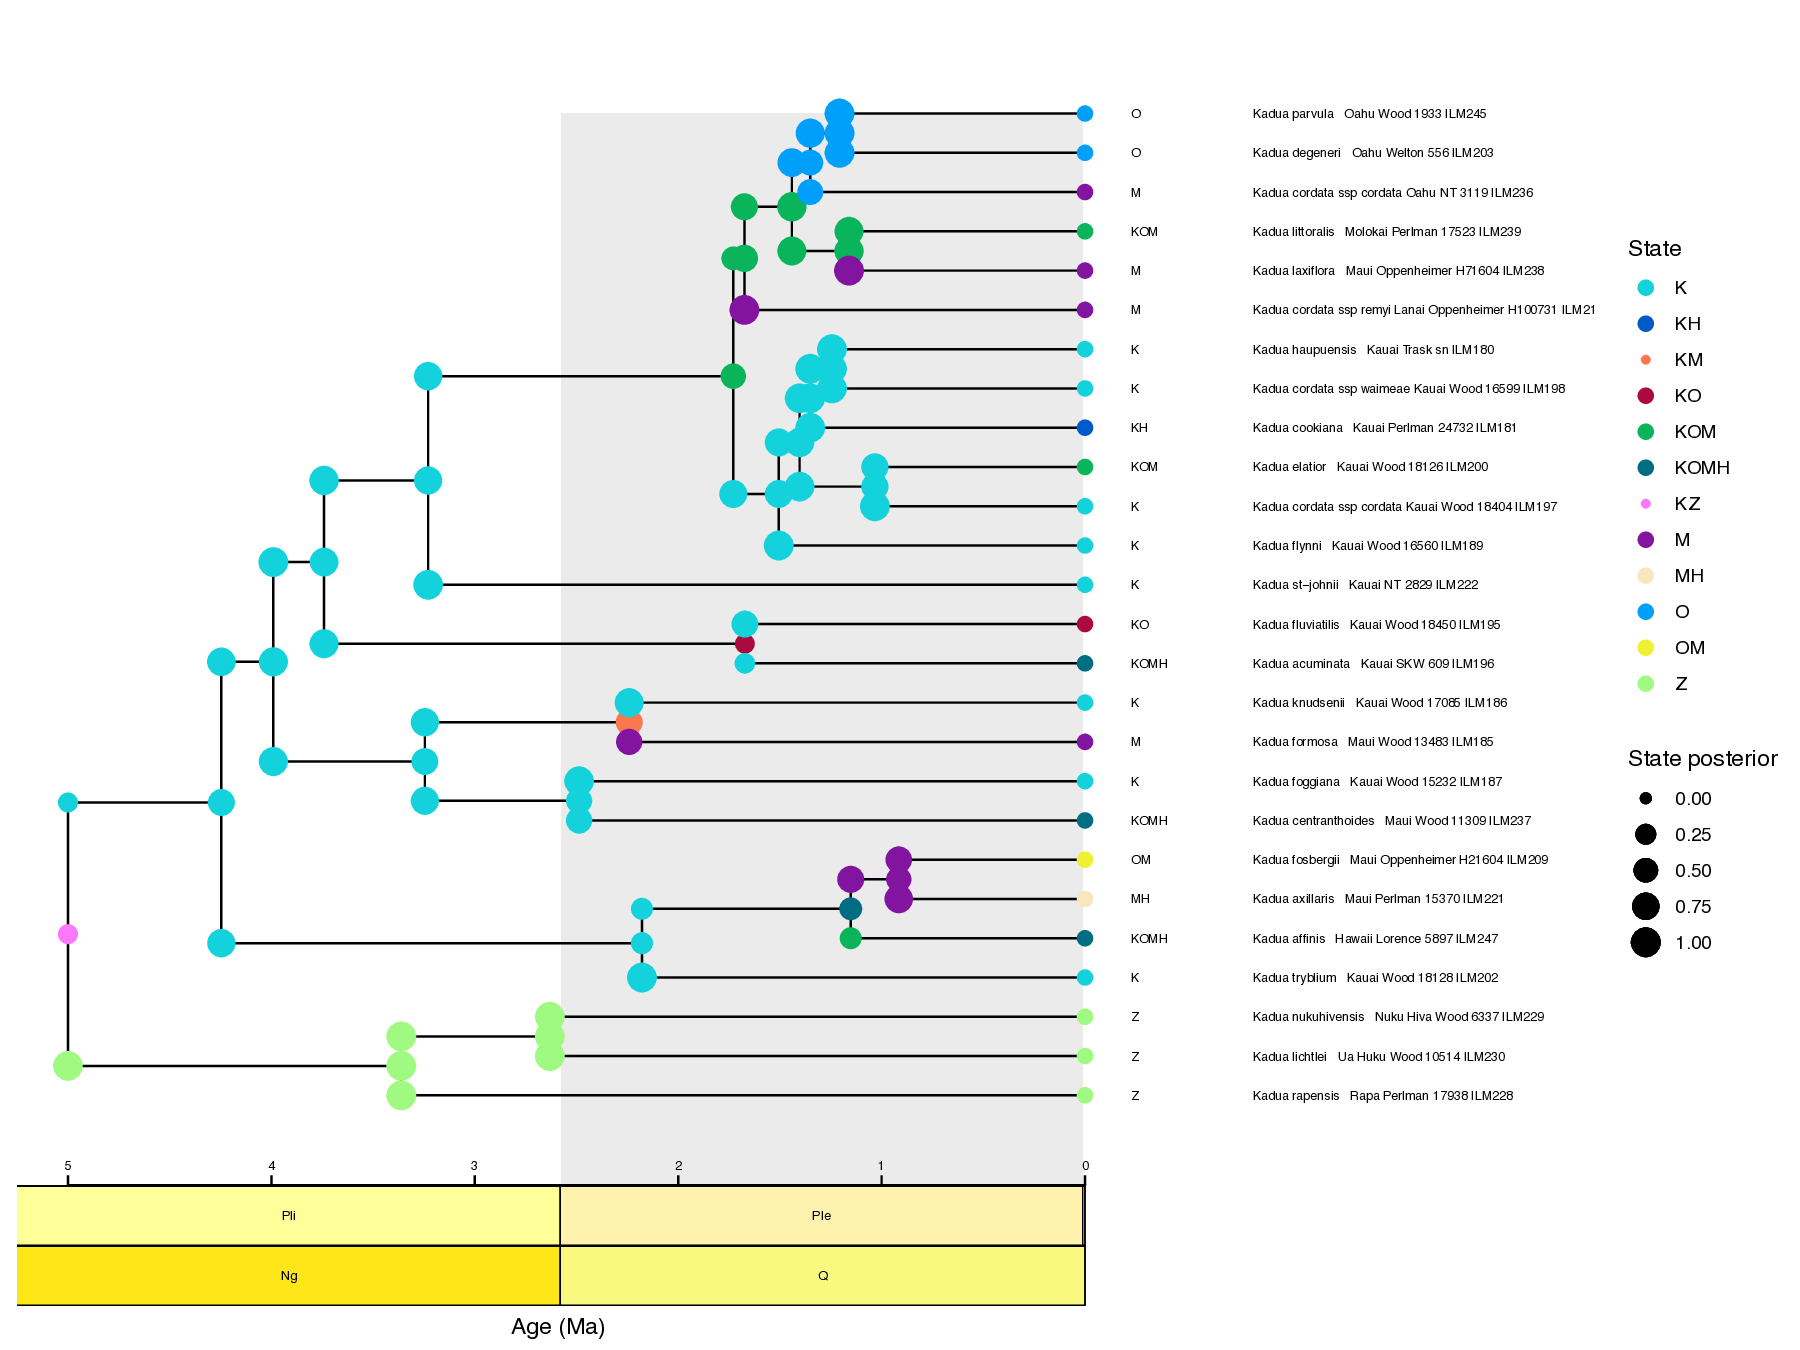 O Kadua parvula Oahu Wood 1933 ILM245
O Kadua degeneri Oahu Welton 556 ILM203
M Kadua cordata ssp cordata Oahu NT 3119 ILM236
KOM Kadua littoralis Molokai Perlman 17523 ILM239
M Kadua laxiflora Maui Oppenheimer H71604 ILM238
M Kadua cordata ssp remyi Lanai Oppenheimer H100731 ILM21
K Kadua haupuensis Kauai Trask sn ILM180
K Kadua cordata ssp waimeae Kauai Wood 16599 ILM198
KH Kadua cookiana Kauai Perlman 24732 ILM181
KOM Kadua elatior Kauai Wood 18126 ILM200
K Kadua cordata ssp cordata Kauai Wood 18404 ILM197
K Kadua flynni Kauai Wood 16560 ILM189
K Kadua st–johnii Kauai NT 2829 ILM222
KO Kadua fluviatilis Kauai Wood 18450 ILM195
KOMH Kadua acuminata Kauai SKW 609 ILM196
K Kadua knudsenii Kauai Wood 17085 ILM186
M Kadua formosa Maui Wood 13483 ILM185
K Kadua foggiana Kauai Wood 15232 ILM187
KOMH Kadua centranthoides Maui Wood 11309 ILM237
OM Kadua fosbergii Maui Oppenheimer H21604 ILM209
MH Kadua axillaris Maui Perlman 15370 ILM221
KOMH Kadua affinis Hawaii Lorence 5897 ILM247
K Kadua tryblium Kauai Wood 18128 ILM202
Z Kadua nukuhivensis Nuku Hiva Wood 6337 ILM229
Z Kadua lichtlei Ua Huku Wood 10514 ILM230
Z Kadua rapensis Rapa Perlman 17938 ILM228
State
K
KH
KM
KO
KOM
KOMH
KZ
M
MH
O
OM
Z
State posterior
0.00
0.25
0.50
0.75
1.00
5 4 3 2 1 0
Pli Ple
Ng Q
Age (Ma)